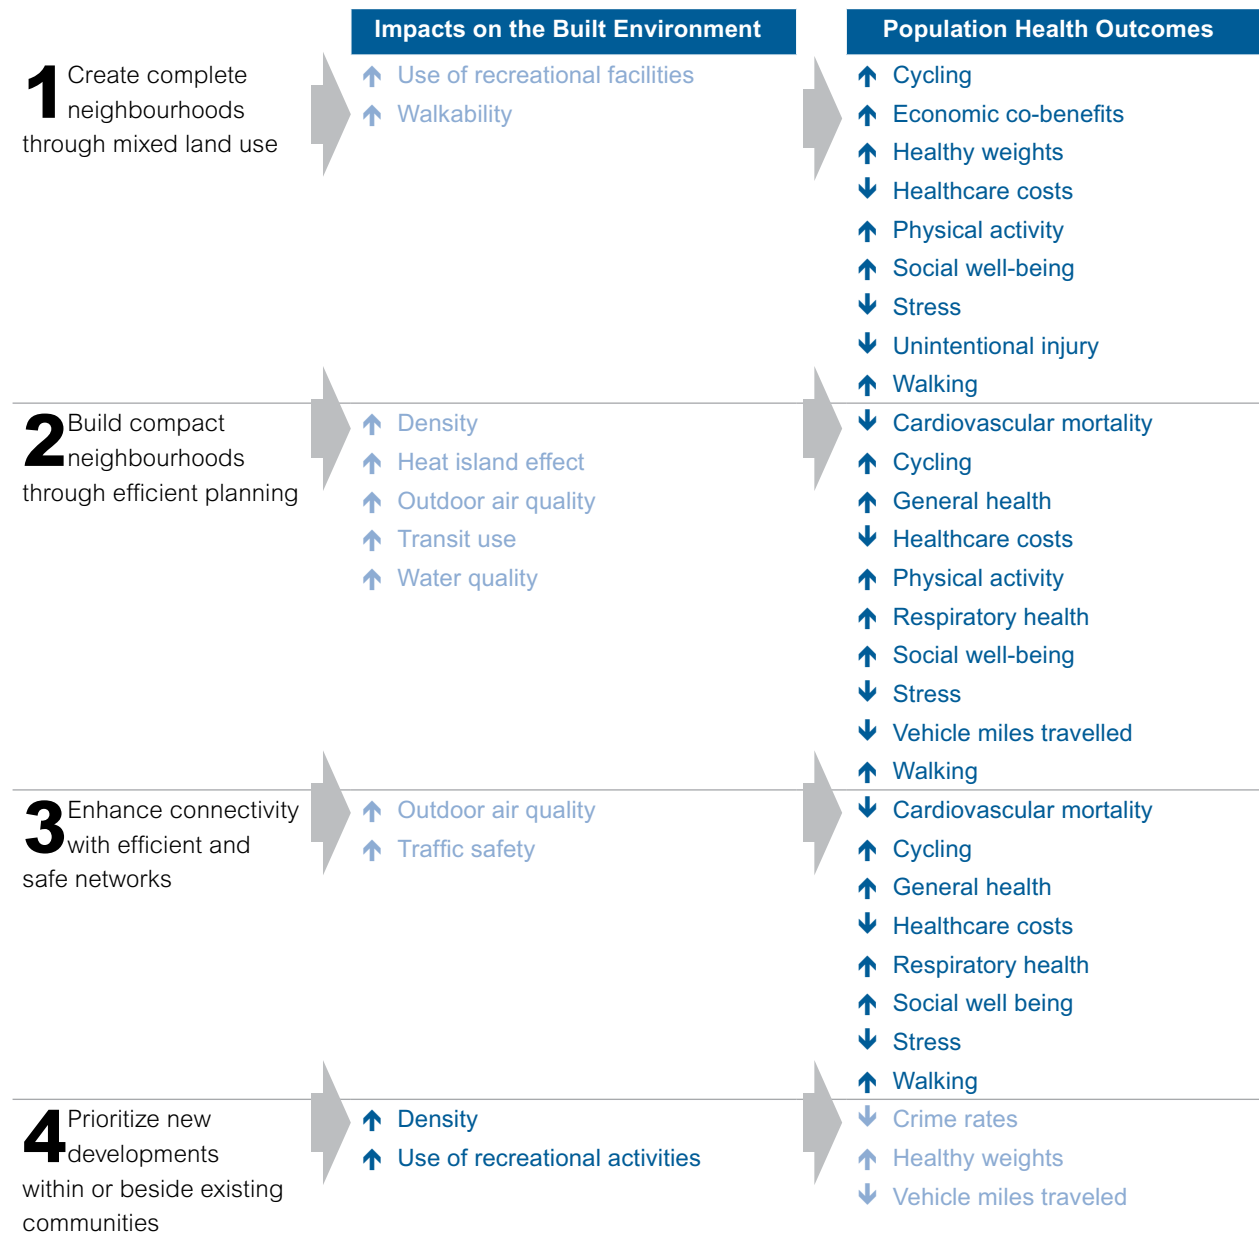 Impacts on the Built Environment
Population Health Outcomes
1 Create complete
neighbourhoods
through mixed land use
↑ Use of recreational facilities
↑ Walkability
↑ Cycling
↑ Economic co-benefits
↑ Healthy weights
↓ Healthcare costs
↑ Physical activity
↑ Social well-being
↓ Stress
↓ Unintentional injury
↑ Walking
2 Build compact
neighbourhoods
through efficient planning
↑ Density
↑ Heat island effect
↑ Outdoor air quality
↑ Transit use
↑ Water quality
↓ Cardiovascular mortality
↑ Cycling
↑ General health
↓ Healthcare costs
↑ Physical activity
↑ Respiratory health
↑ Social well-being
↓ Stress
↓ Vehicle miles travelled
↑ Walking
3 Enhance connectivity
with efficient and
safe networks
↑ Outdoor air quality
↑ Traffic safety
↓ Cardiovascular mortality
↑ Cycling
↑ General health
↓ Healthcare costs
↑ Respiratory health
↑ Social well being
↓ Stress
↑ Walking
4 Prioritize new
developments
within or beside existing
communities
↑ Density
↑ Use of recreational activities
↓ Crime rates
↑ Healthy weights
↓ Vehicle miles traveled